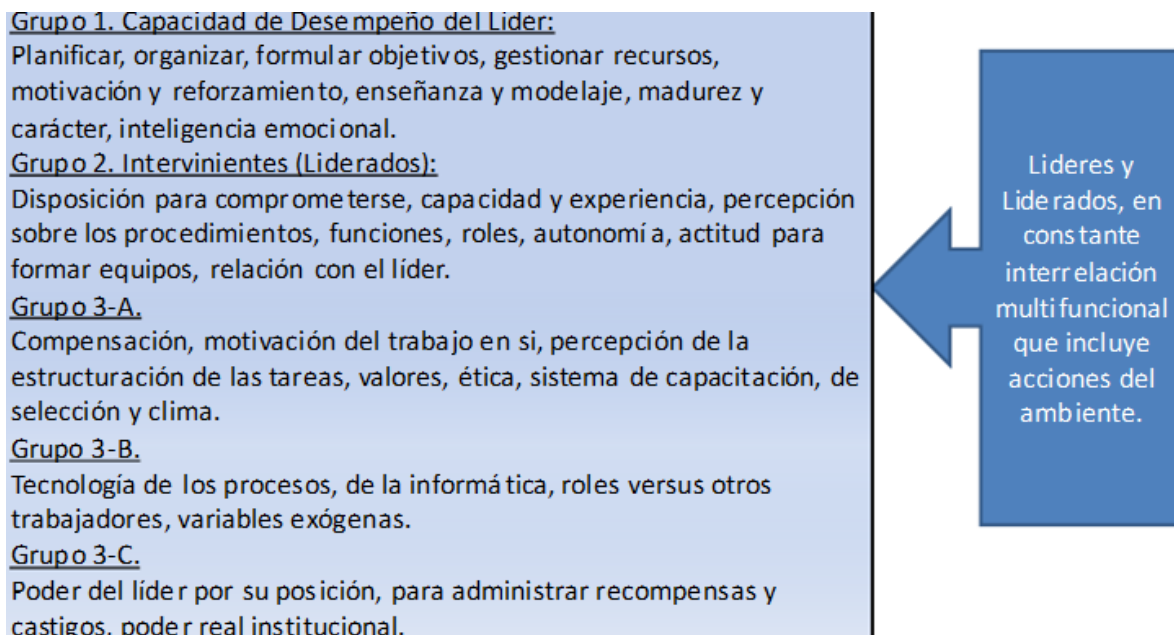 Grupo 1. Capacidad de Desempeño del Lider:
Planificar, organizar, formular objetivos, gestionar recursos,
motivación y reforzamiento, enseñanza y modelaje, madurez y
carácter, inteligencia emocional.
Grupo 2. Intervinientes (Liderados):
Disposición para comprometerse, capacidad y experiencia, percepción
sobre los procedimientos, funciones, roles, autonomía, actitud para
formar equipos, relación con el líder.
Grupo 3-A.
Compensación, motivación del trabajo en si, percepción de la
estructuración de las tareas, valores, ética, sistema de capacitación, de
selección y clima.
Grupo 3-B.
Tecnología de los procesos, de la informática, roles versus otros
trabajadores, variables exógenas.
Grupo 3-C.
Poder del líder por su posición, para administrar recompensas y
castigos, poder real institucional.
Lideres y
Liderados, en
constante
interrelación
multifuncional
que incluye
acciones del
ambiente.